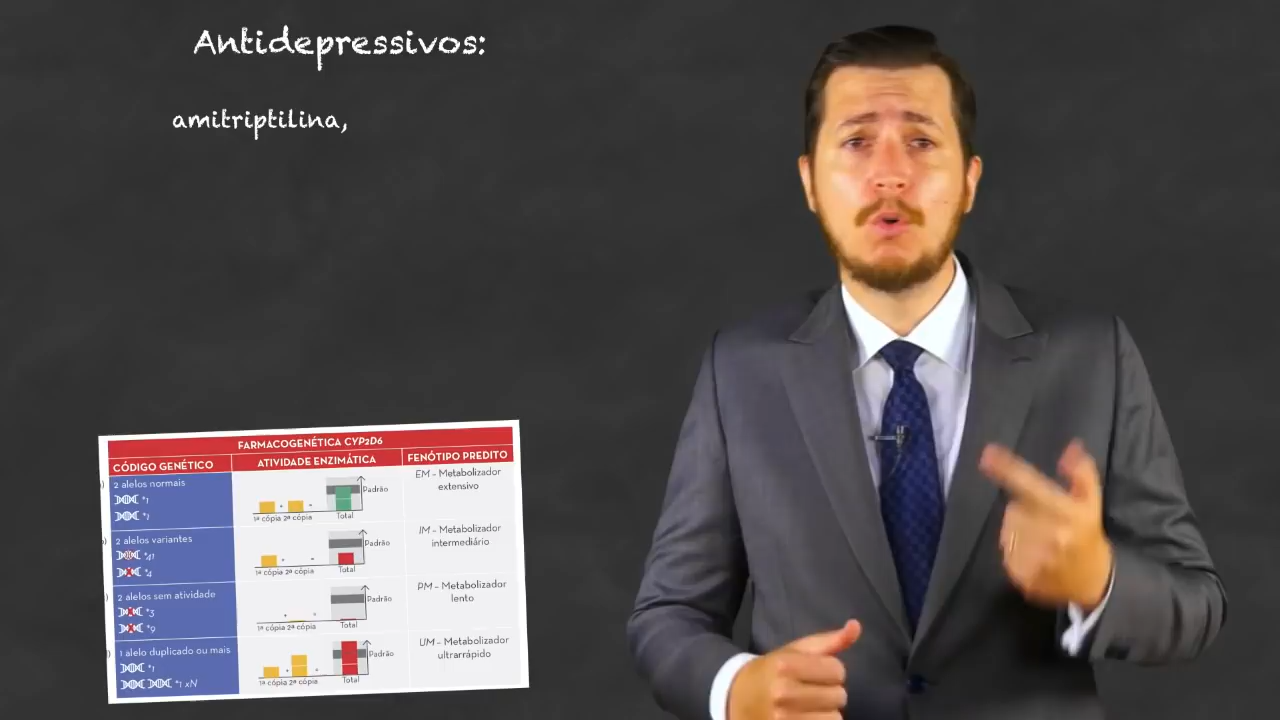 Antidepressivos:
amitriptilina,
FARMACOGENÉTICA CYP2D6
CÓDIGO GENÉTICO
ATIVIDADE ENZIMÁTICA
FENÓTIPO PREDITO
2 alelos normais
*1
*1
Padrão
1ª cópia 2ª cópia
Total
EM – Metabolizador
extensivo
2 alelos variantes
*41
*4
Padrão
1ª cópia 2ª cópia
Total
IM – Metabolizador
intermediário
2 alelos sem atividade
*3
*9
Padrão
1ª cópia 2ª cópia
Total
PM – Metabolizador
lento
1 alelo duplicado ou mais
*1
*1 xN
Padrão
1ª cópia 2ª cópia
Total
UM – Metabolizador
ultrarrápido